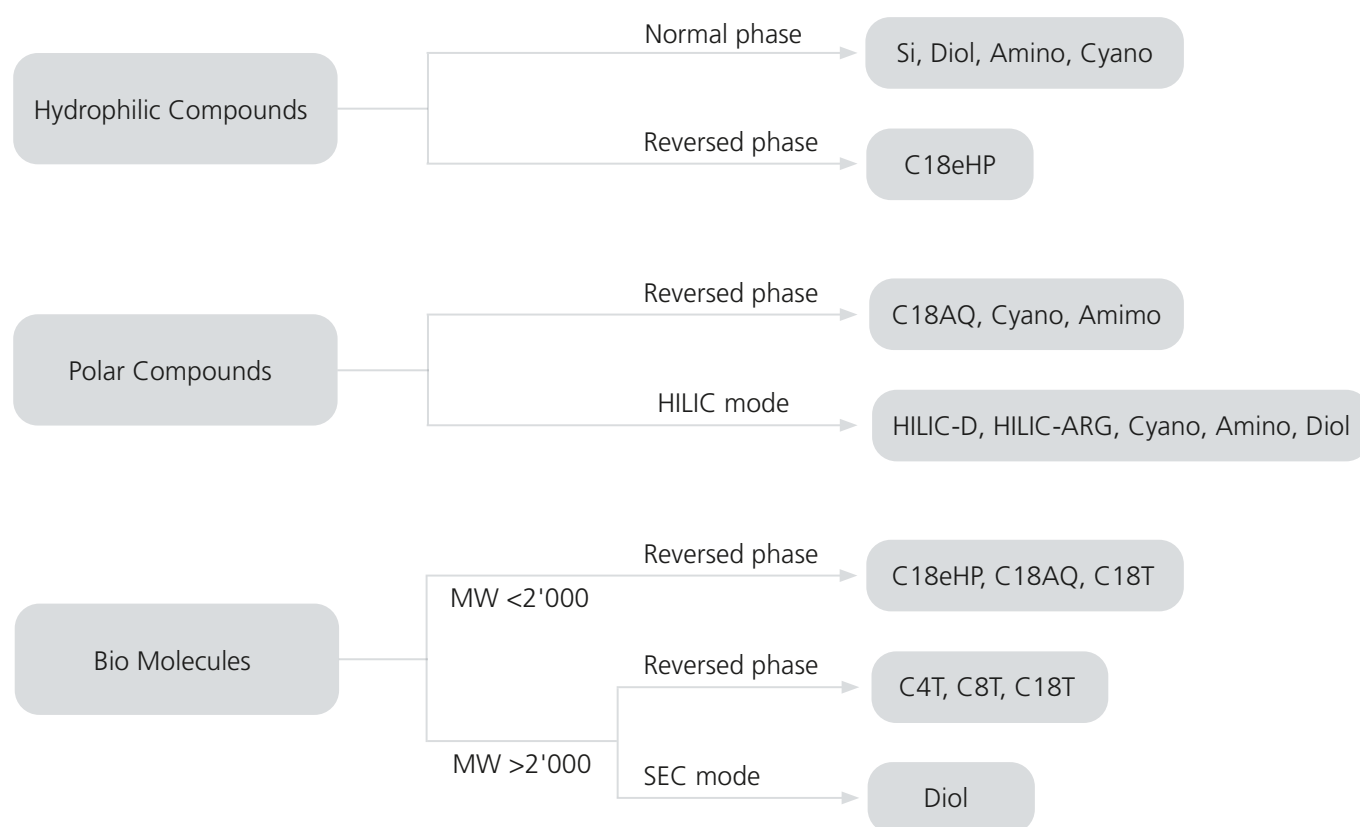 Normal phase
Si, Diol, Amino, Cyano
Hydrophilic Compounds
Reversed phase
C18eHP
Reversed phase
C18AQ, Cyano, Amimo
Polar Compounds
HILIC mode
HILIC-D, HILIC-ARG, Cyano, Amino, Diol
Reversed phase
C18eHP, C18AQ, C18T
MW <2'000
Bio Molecules
Reversed phase
C4T, C8T, C18T
MW >2'000
SEC mode
Diol